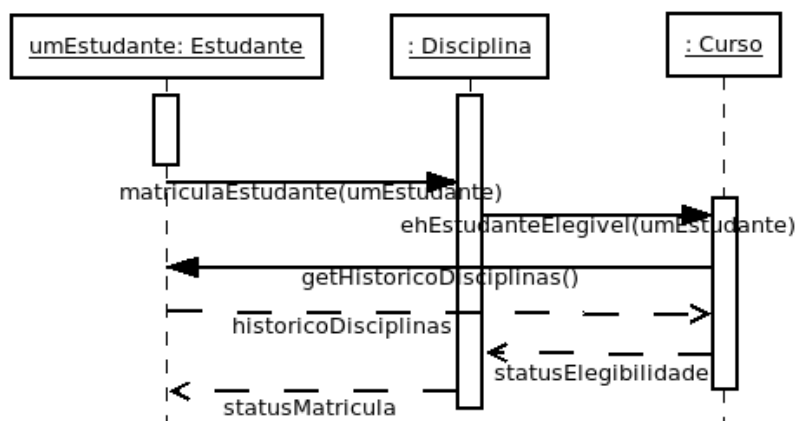 umEstudante: Estudante
: Disciplina
: Curso
matriculaEstudante(umEstudante)
ehEstudanteElegivel(umEstudante)
getHistoricoDisciplinas()
historicoDisciplinas
statusElegibilidade
statusMatricula